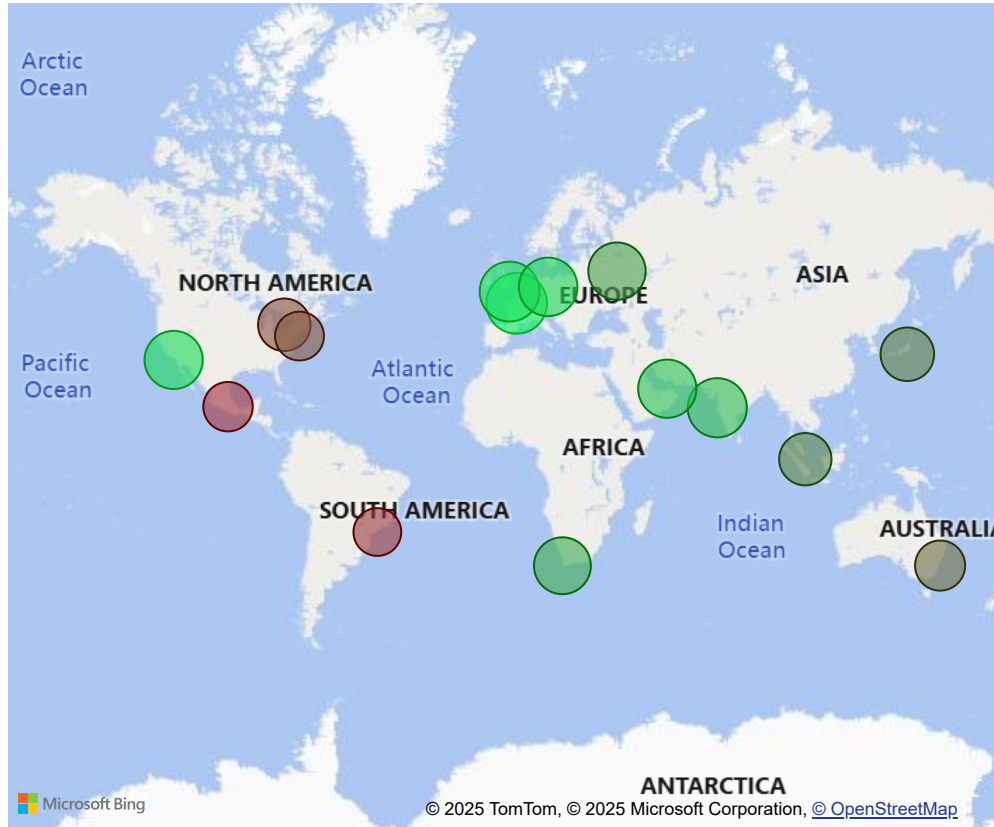 Arctic
Ocean
NORTH AMERICA
EUROPE
ASIA
Pacific
Ocean
Atlantic
Ocean
AFRICA
SOUTH AMERICA
Indian
Ocean
AUSTRALIA
ANTARCTICA
Microsoft Bing
© 2025 TomTom, © 2025 Microsoft Corporation, © OpenStreetMap